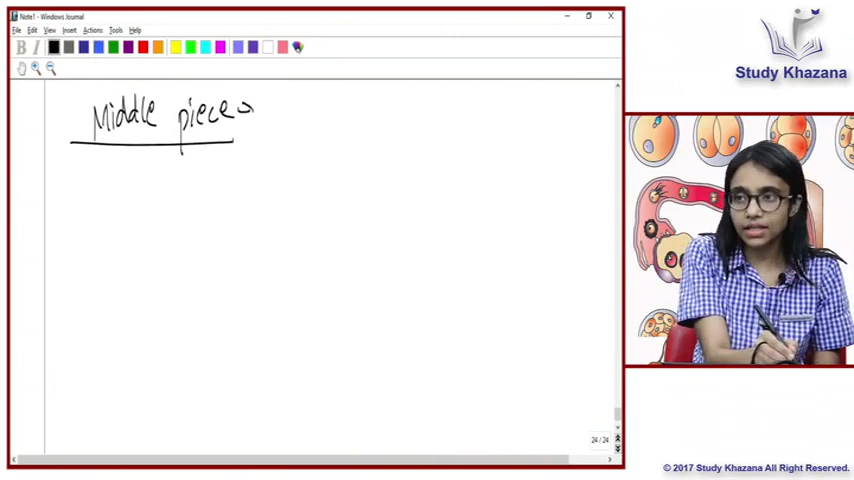 Note1 - Windows Journal
File Edit View Insert Actions Tools Help
B I
Middle piece
24 / 24
Study Khazana
© 2017 Study Khazana All Right Reserved.